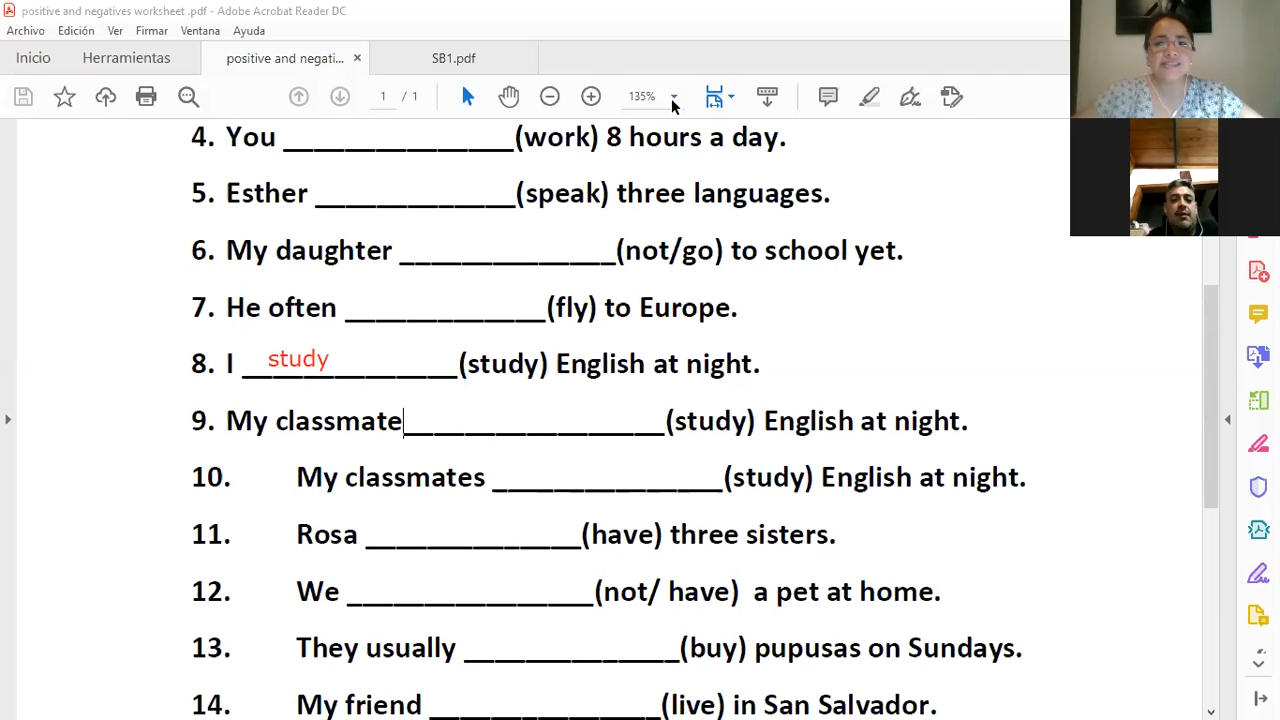 positive and negatives worksheet .pdf - Adobe Acrobat Reader DC
Archivo Edición Ver Firmar Ventana Ayuda
Inicio Herramientas positive and negati... × SB1.pdf
1 / 1 135%
4. You _______________(work) 8 hours a day.
5. Esther _____________(speak) three languages.
6. My daughter ______________(not/go) to school yet.
7. He often _____________(fly) to Europe.
8. I __study________(study) English at night.
9. My classmate_________________(study) English at night.
10. My classmates _______________(study) English at night.
11. Rosa ______________(have) three sisters.
12. We ________________(not/ have) a pet at home.
13. They usually ______________(buy) pupusas on Sundays.
14. My friend _______________(live) in San Salvador.